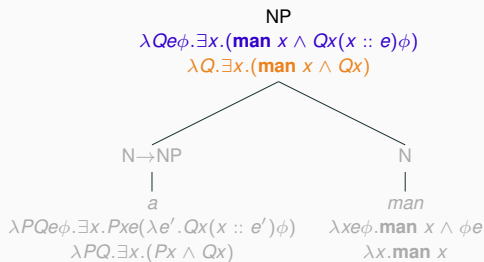 NP
λQeϕ.∃x.(man x ∧ Qx(x :: e)ϕ)
λQ.∃x.(man x ∧ Qx)
N→NP N
a man
λPQeϕ.∃x.Pxe(λe′.Qx(x :: e′)ϕ) λxeϕ.man x ∧ ϕe
λPQ.∃x.(Px ∧ Qx) λx.man x